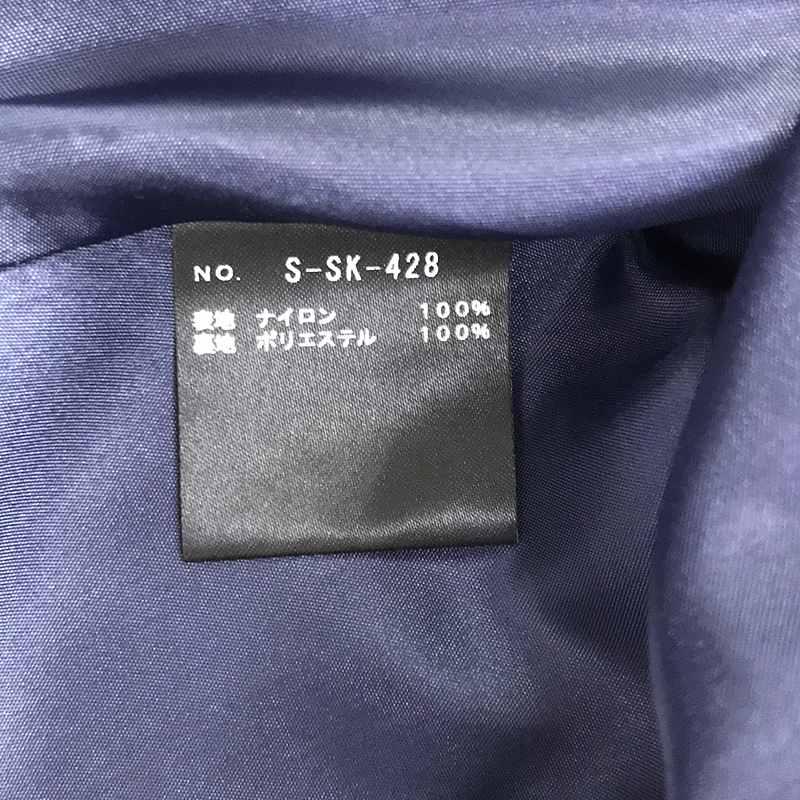 NO. S-SK-428
表地 ナイロン 100%
裏地 ポリエステル 100%